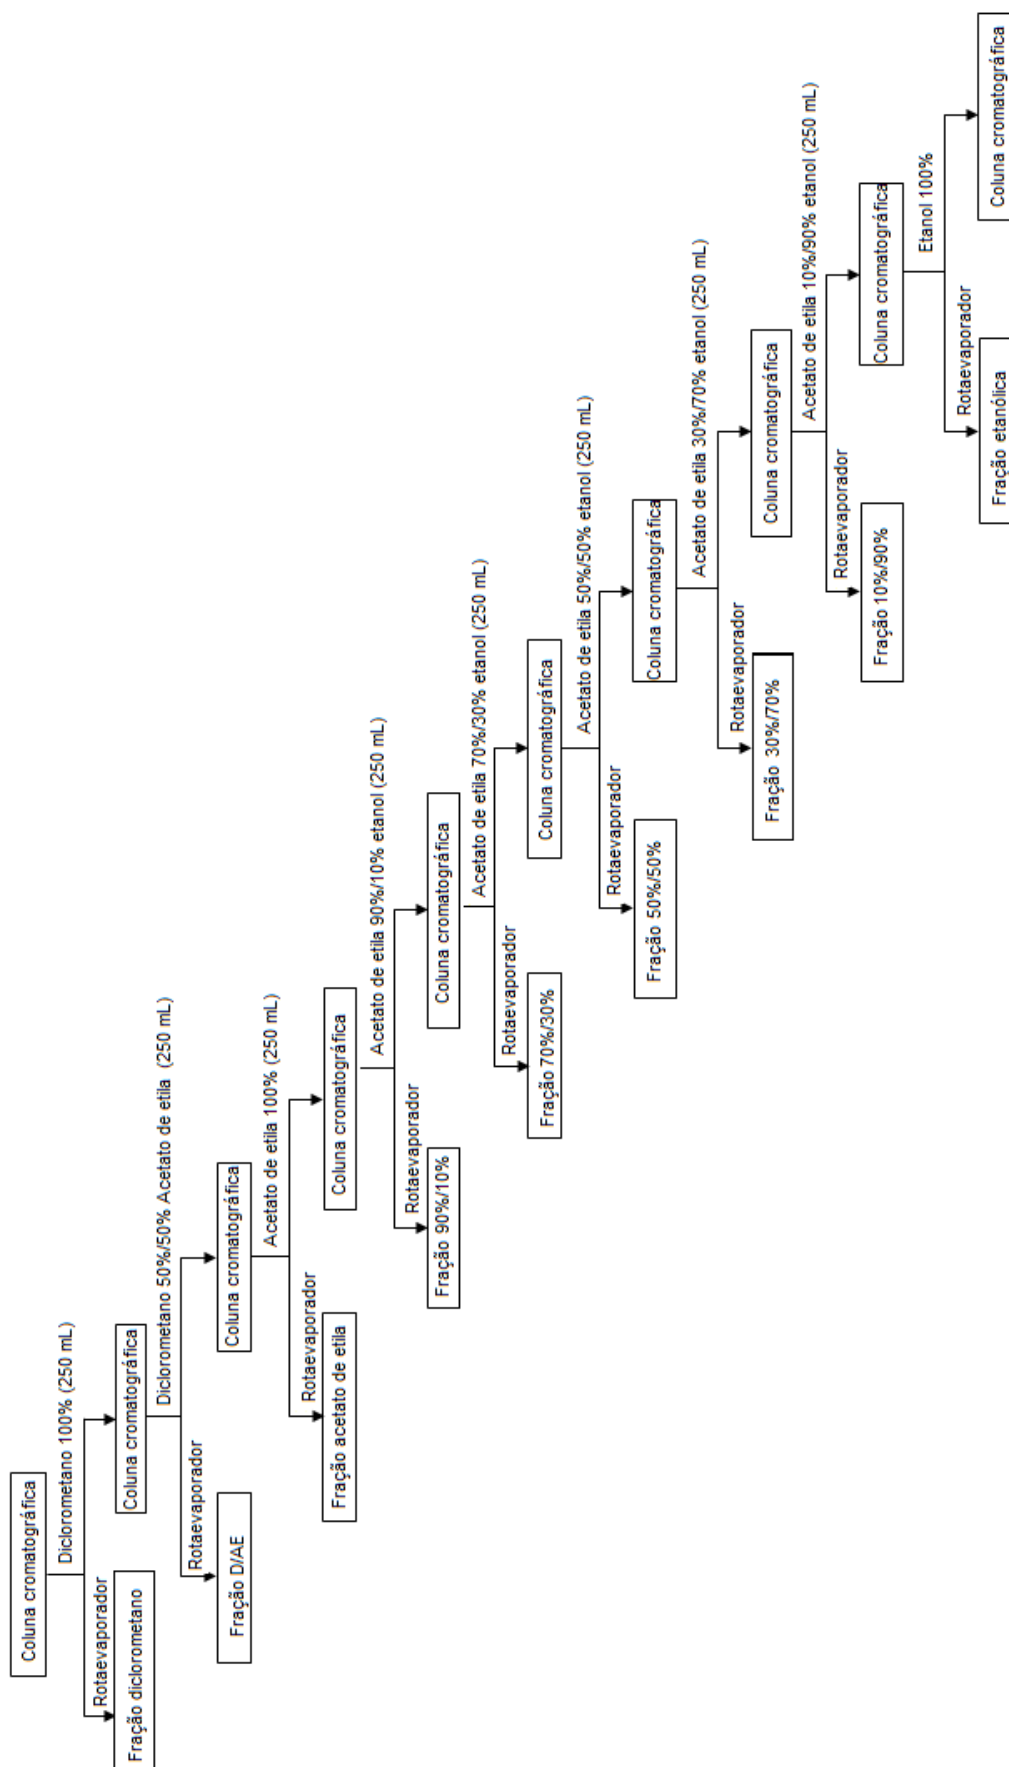 Coluna cromatográfica
Diclorometano 100% (250 mL)
Rotaevaporador
Fração diclorometano
Coluna cromatográfica
Diclorometano 50%/50% Acetato de etila (250 mL)
Rotaevaporador
Fração D/AE
Coluna cromatográfica
Acetato de etila 100% (250 mL)
Rotaevaporador
Fração acetato de etila
Coluna cromatográfica
Acetato de etila 90%/10% etanol (250 mL)
Rotaevaporador
Fração 90%/10%
Coluna cromatográfica
Acetato de etila 70%/30% etanol (250 mL)
Rotaevaporador
Fração 70%/30%
Coluna cromatográfica
Acetato de etila 50%/50% etanol (250 mL)
Rotaevaporador
Fração 50%/50%
Coluna cromatográfica
Acetato de etila 30%/70% etanol (250 mL)
Rotaevaporador
Fração 30%/70%
Coluna cromatográfica
Acetato de etila 10%/90% etanol (250 mL)
Rotaevaporador
Fração 10%/90%
Coluna cromatográfica
Etanol 100%
Rotaevaporador
Fração etanólica
Coluna cromatográfica